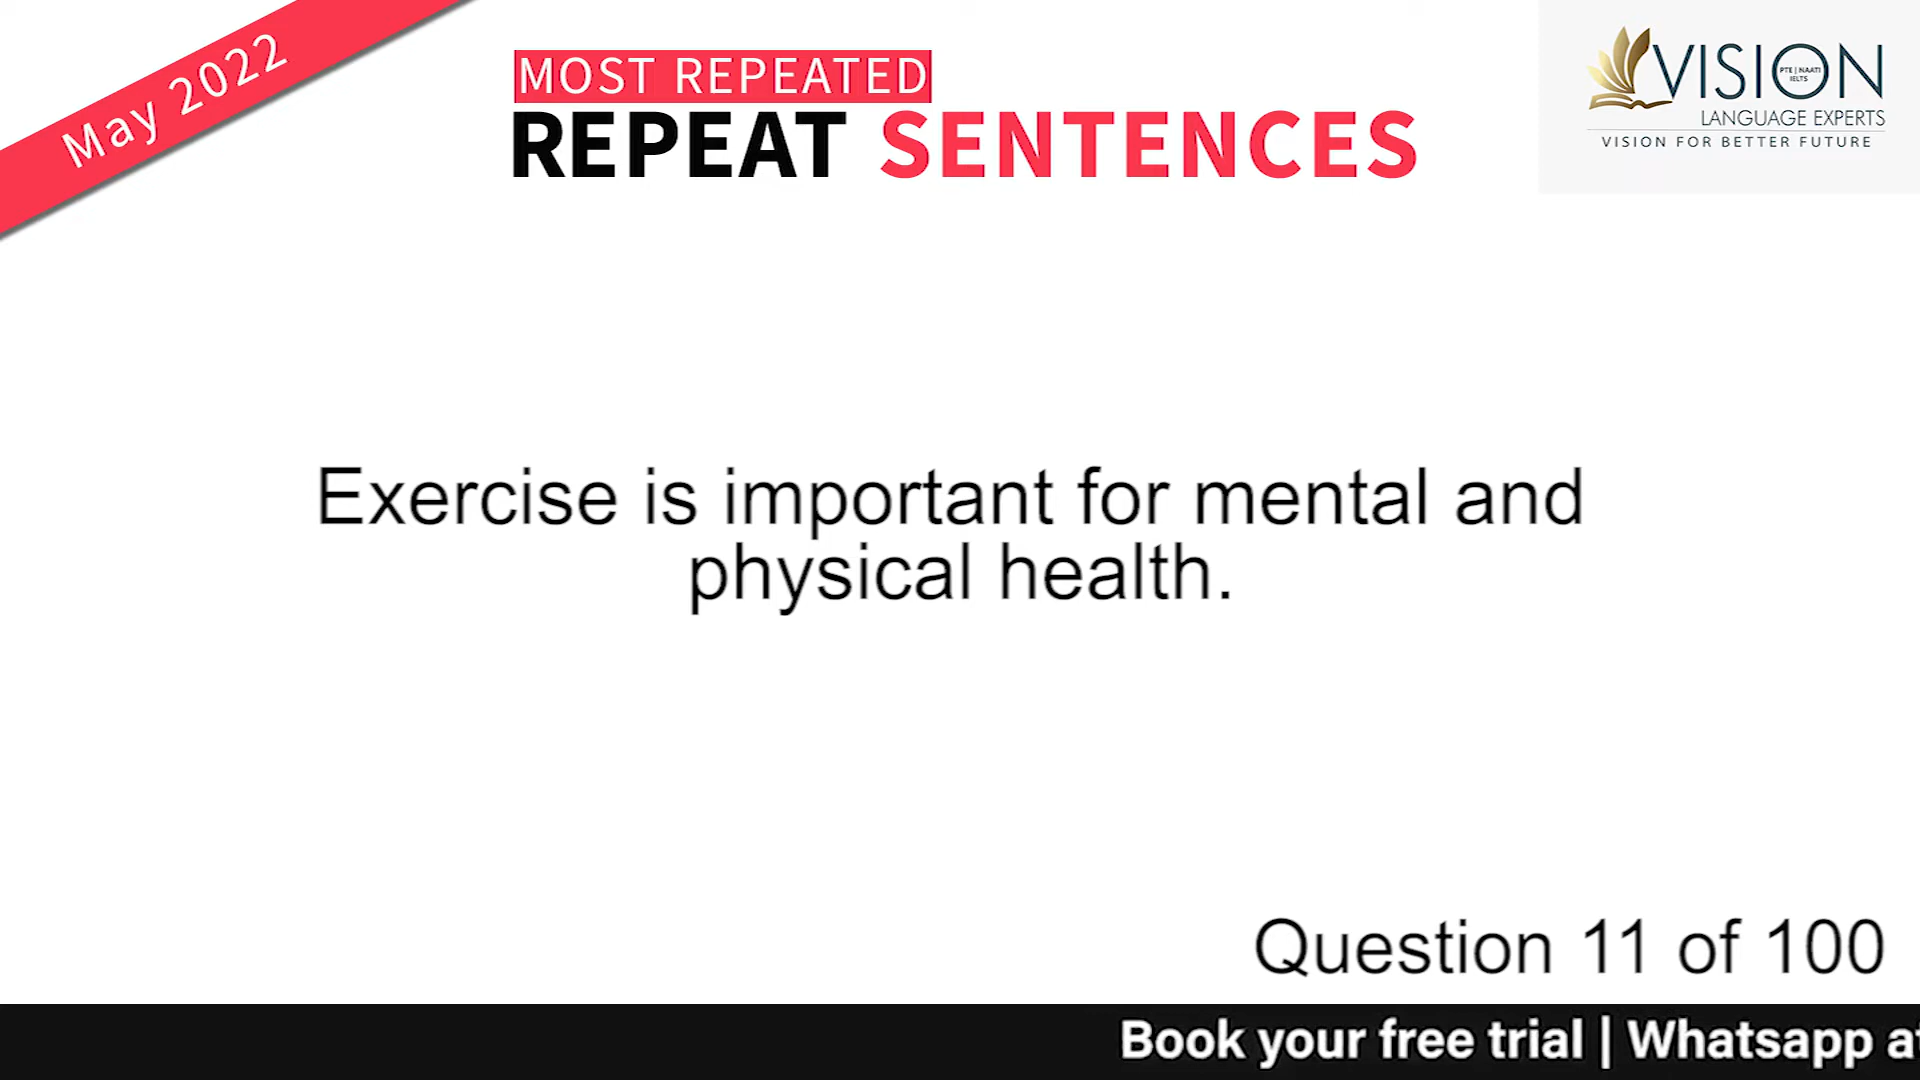 May 2022
MOST REPEATED
REPEAT SENTENCES
VISION
PTE | NAATI
IELTS
LANGUAGE EXPERTS
VISION FOR BETTER FUTURE
Exercise is important for mental and
physical health.
Question 11 of 100
Book your free trial | Whatsapp at